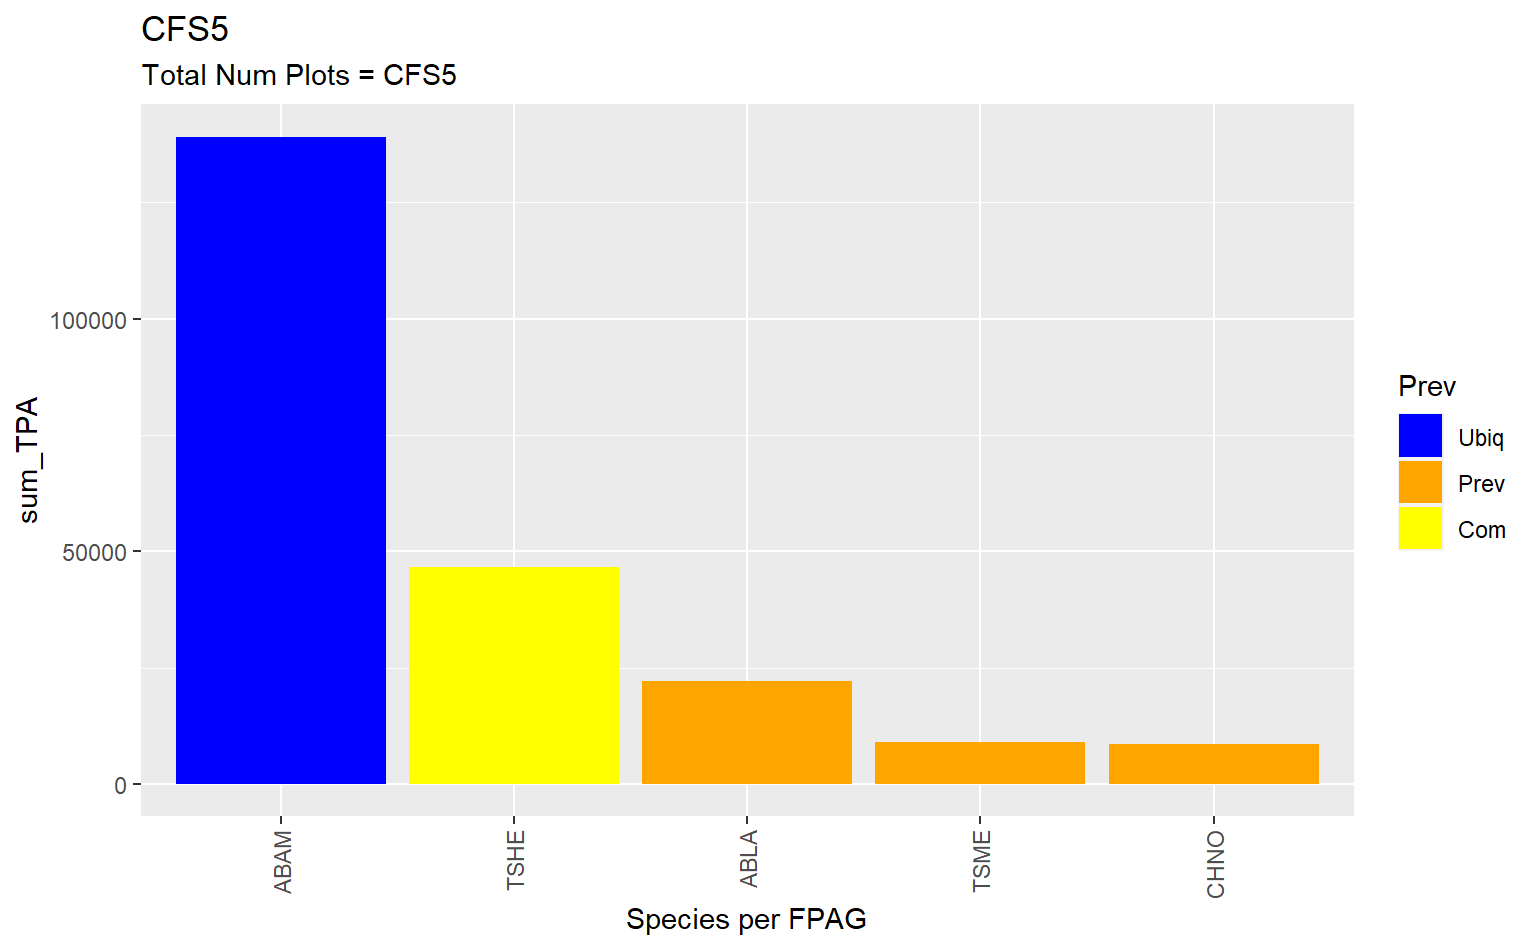 CFS5
Total Num Plots = CFS5
sum_TPA
100000
50000
0
ABAM
TSHE
ABLA
TSME
CHNO
Species per FPAG
Prev
Ubiq
Prev
Com